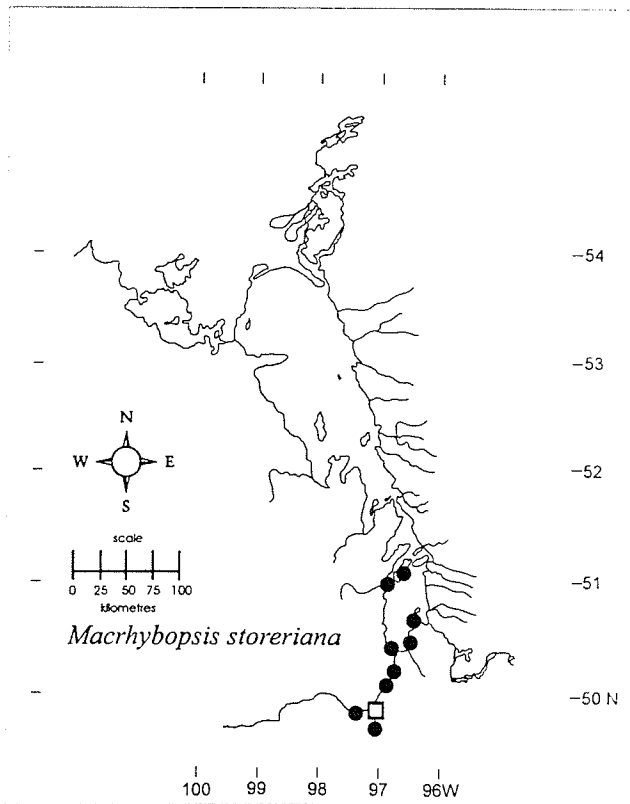 –54
–53
N
W E
S
–52
scale
0 25 50 75 100
kilometres
–51
Macrhybopsis storeriana
–50 N
100 99 98 97 96W